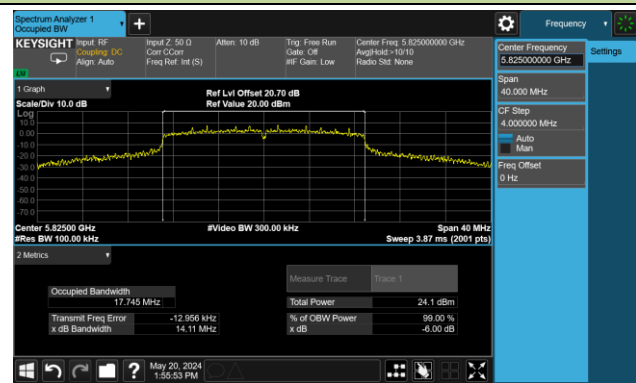 Spectrum Analyzer 1
Occupied BW
+
Frequency
KEYSIGHT
Input: RF
Coupling: DC
Align: Auto
Input Z: 50 Ω
Corr CCorr
Freq Ref: Int (S)
Atten: 10 dB
Trig: Free Run
Gate: Off
#IF Gain: Low
Center Freq: 5.825000000 GHz
Avg|Hold:>10/10
Radio Std: None
LNI
Center Frequency
5.825000000 GHz
Settings
Span
40.000 MHz
CF Step
4.000000 MHz
Auto
Man
Freq Offset
0 Hz
1 Graph
Scale/Div 10.0 dB
Ref Lvl Offset 20.70 dB
Ref Value 20.00 dBm
Log
10.0
0.00
-10.0
-20.0
-30.0
-40.0
-50.0
-60.0
-70.0
Center 5.82500 GHz
#Res BW 100.00 kHz
#Video BW 300.00 kHz
Span 40 MHz
Sweep 3.87 ms (2001 pts)
2 Metrics
Measure Trace
Trace 1
Occupied Bandwidth
17.745 MHz
Total Power
24.1 dBm
Transmit Freq Error
-12.956 kHz
% of OBW Power
99.00 %
x dB Bandwidth
14.11 MHz
x dB
-6.00 dB
?
May 20, 2024
1:55:53 PM